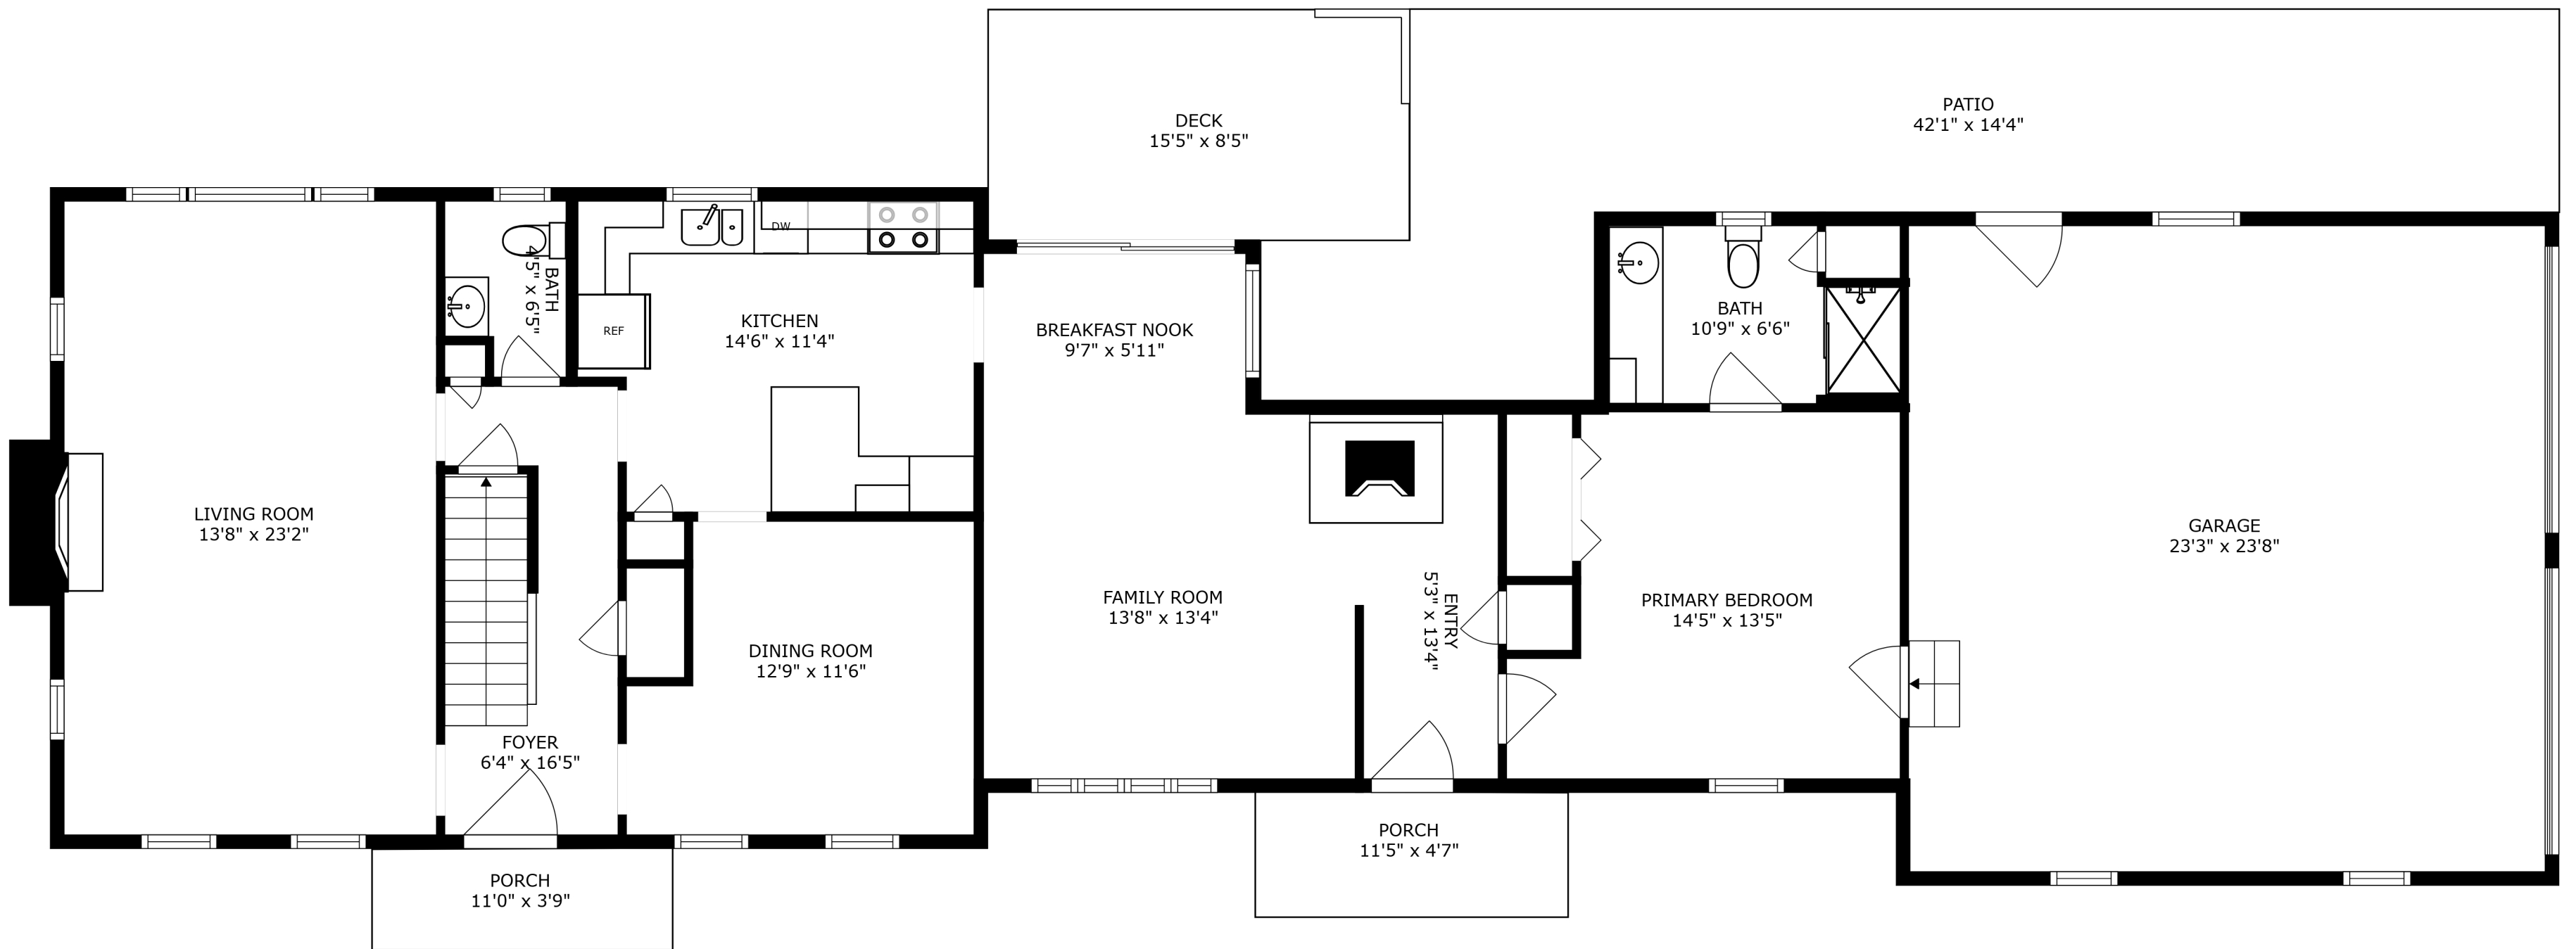 DECK
15'5" x 8'5"
PATIO
42'1" x 14'4"
DW
BATH
4'5" x 6'5"
REF
KITCHEN
14'6" x 11'4"
BREAKFAST NOOK
9'7" x 5'11"
BATH
10'9" x 6'6"
LIVING ROOM
13'8" x 23'2"
GARAGE
23'3" x 23'8"
FAMILY ROOM
13'8" x 13'4"
ENTRY
5'3" x 13'4"
PRIMARY BEDROOM
14'5" x 13'5"
DINING ROOM
12'9" x 11'6"
FOYER
6'4" x 16'5"
PORCH
11'5" x 4'7"
PORCH
11'0" x 3'9"